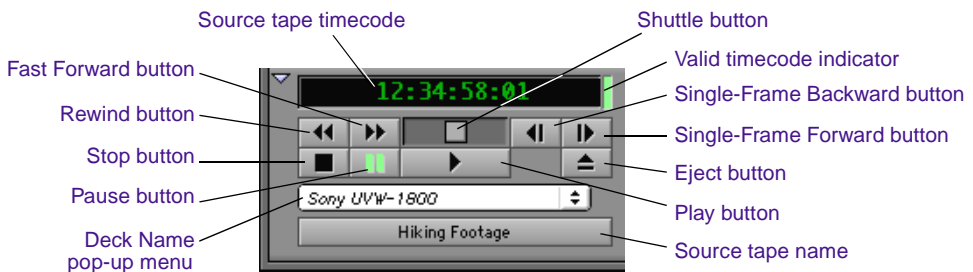 Source tape timecode
Shuttle button
Fast Forward button
Valid timecode indicator
12:34:58:01
Rewind button
Single-Frame Backward button
Stop button
Single-Frame Forward button
Pause button
Eject button
Sony UVW-1800
Play button
Deck Name
pop-up menu
Hiking Footage
Source tape name